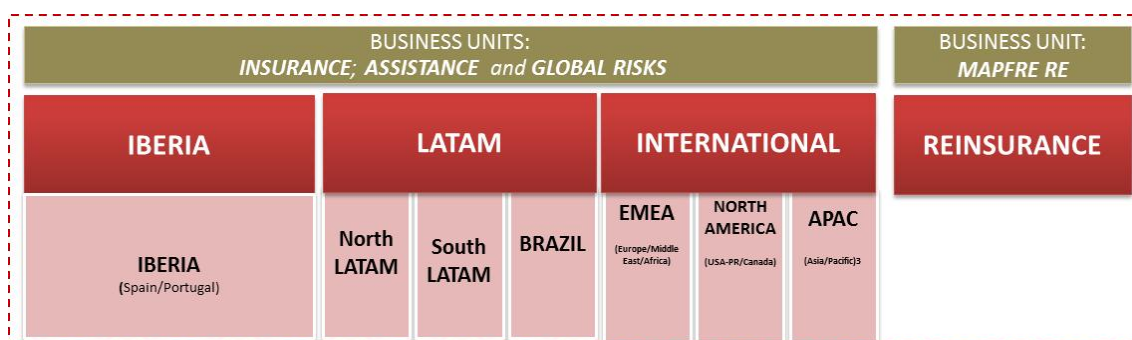 BUSINESS UNITS:
INSURANCE; ASSISTANCE and GLOBAL RISKS
BUSINESS UNIT:
MAPFRE RE
IBERIA
LATAM
INTERNATIONAL
REINSURANCE
IBERIA
(Spain/Portugal)
North
LATAM
South
LATAM
BRAZIL
EMEA
(Europe/Middle
East/Africa)
NORTH
AMERICA
(USA-PR/Canada)
APAC
(Asia/Pacific)3